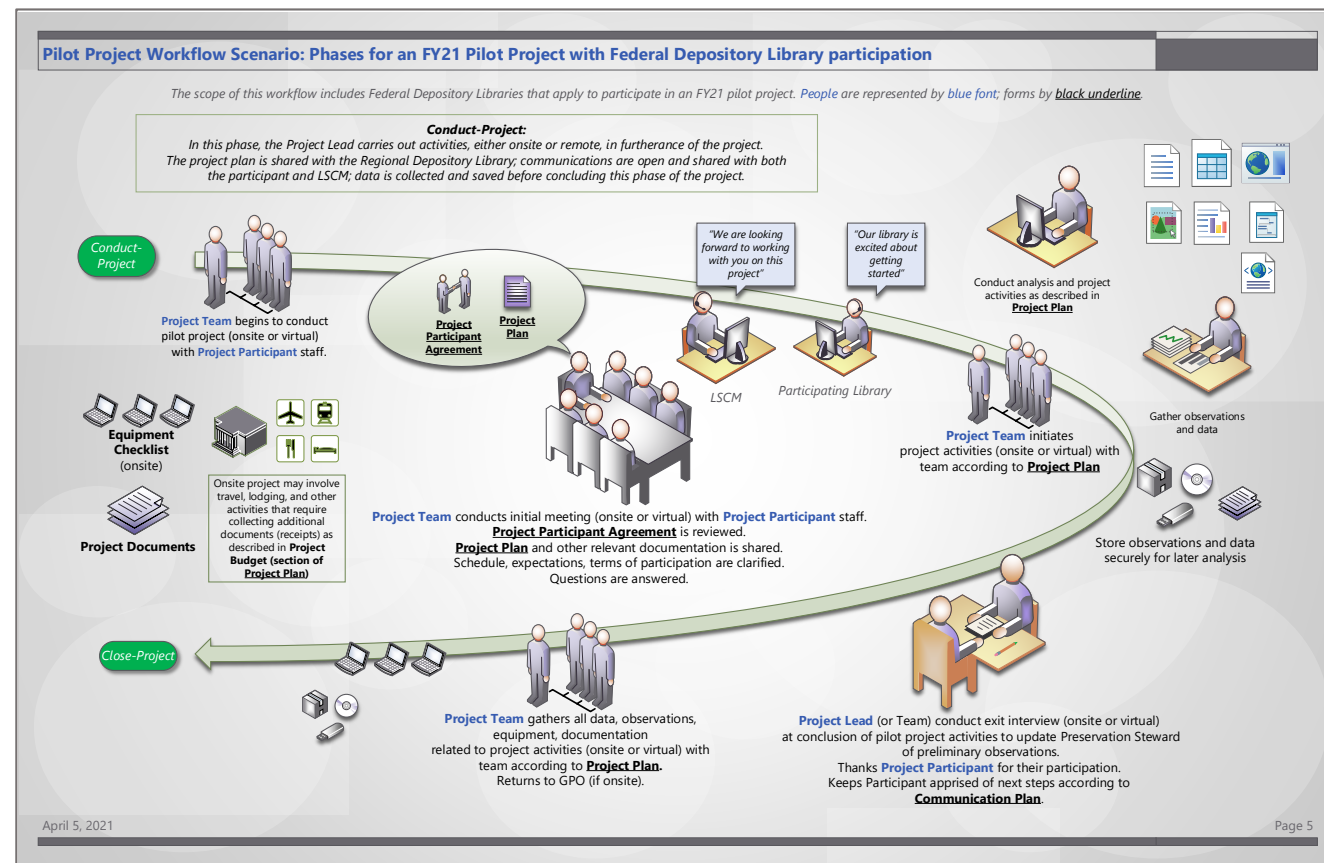 Pilot Project Workflow Scenario: Phases for an FY21 Pilot Project with Federal Depository Library participation
The scope of this workflow includes Federal Depository Libraries that apply to participate in an FY21 pilot project. People are represented by blue font; forms by black underline.
Conduct-Project:
In this phase, the Project Lead carries out activities, either onsite or remote, in furtherance of the project.
The project plan is shared with the Regional Depository Library; communications are open and shared with both
the participant and LSCM; data is collected and saved before concluding this phase of the project.
Conduct-
Project
Project Team begins to conduct
pilot project (onsite or virtual)
with Project Participant staff.
Project
Participant
Agreement
Project
Plan
"We are looking
forward to working
with you on this
project"
"Our library is
excited about
getting
started"
LSCM
Participating Library
Conduct analysis and project
activities as described in
Project Plan
Gather observations
and data
Project Team initiates
project activities (onsite or virtual) with
team according to Project Plan
Store observations and data
securely for later analysis
Equipment
Checklist
(onsite)
Project Documents
Onsite project may involve
travel, lodging, and other
activities that require
collecting additional
documents (receipts) as
described in Project
Budget (section of
Project Plan)
Project Team conducts initial meeting (onsite or virtual) with Project Participant staff.
Project Participant Agreement is reviewed.
Project Plan and other relevant documentation is shared.
Schedule, expectations, terms of participation are clarified.
Questions are answered.
Close-Project
Project Team gathers all data, observations,
equipment, documentation
related to project activities (onsite or virtual) with
team according to Project Plan.
Returns to GPO (if onsite).
Project Lead (or Team) conduct exit interview (onsite or virtual)
at conclusion of pilot project activities to update Preservation Steward
of preliminary observations.
Thanks Project Participant for their participation.
Keeps Participant apprised of next steps according to
Communication Plan.
April 5, 2021
Page 5